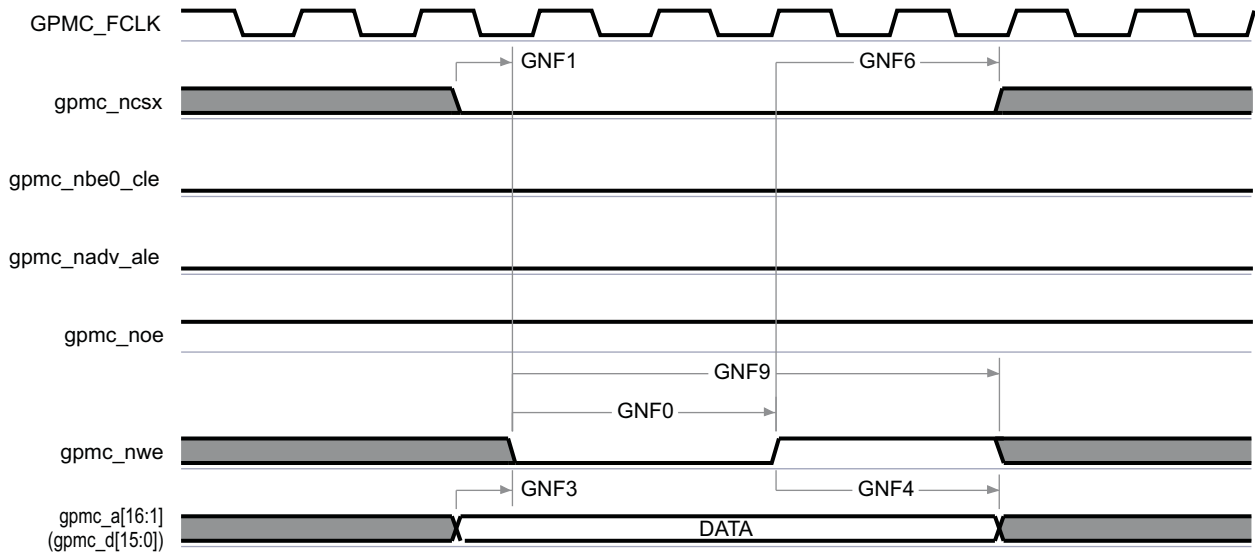 GPMC_FCLK
GNF1
GNF6
gpmc_ncsx
gpmc_nbe0_cle
gpmc_nadv_ale
gpmc_noe
GNF9
GNF0
gpmc_nwe
GNF3
GNF4
gpmc_a[16:1]
(gpmc_d[15:0])
DATA